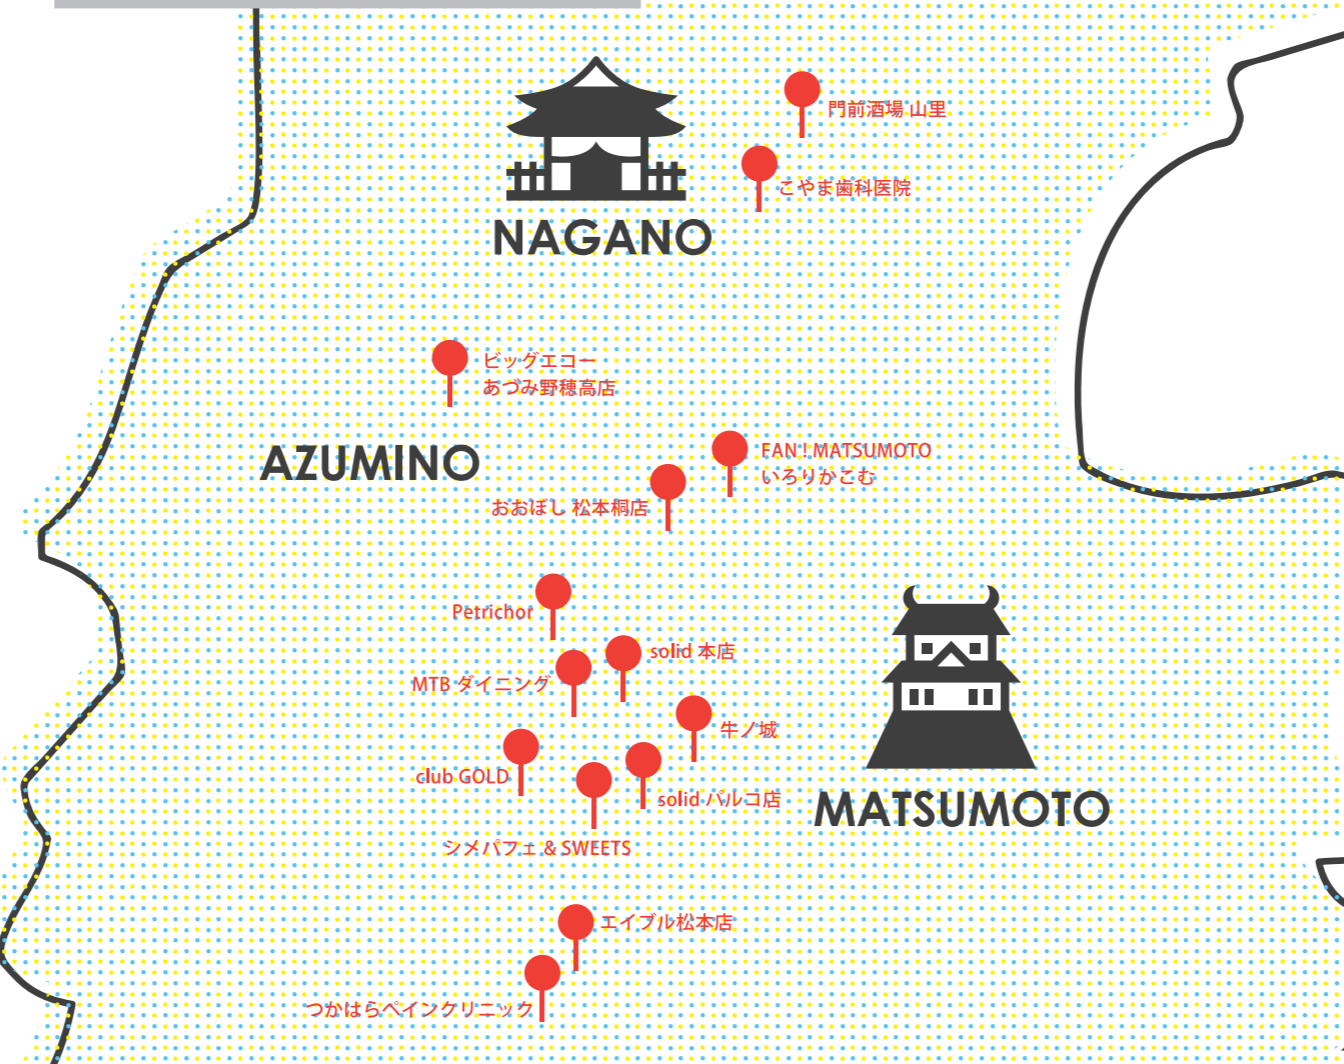 門前酒場 山里
こやま歯科医院
NAGANO
ビッグエコー
あづみ野穂高店
AZUMINO
FAN ! MATSUMOTO
いろりかこむ
おおぼし 松本桐店
Petrichor
solid 本店
MTB ダイニング
牛ノ城
club GOLD
solid パルコ店
MATSUMOTO
シメパフェ & SWEETS
エイブル松本店
つかはらペインクリニック